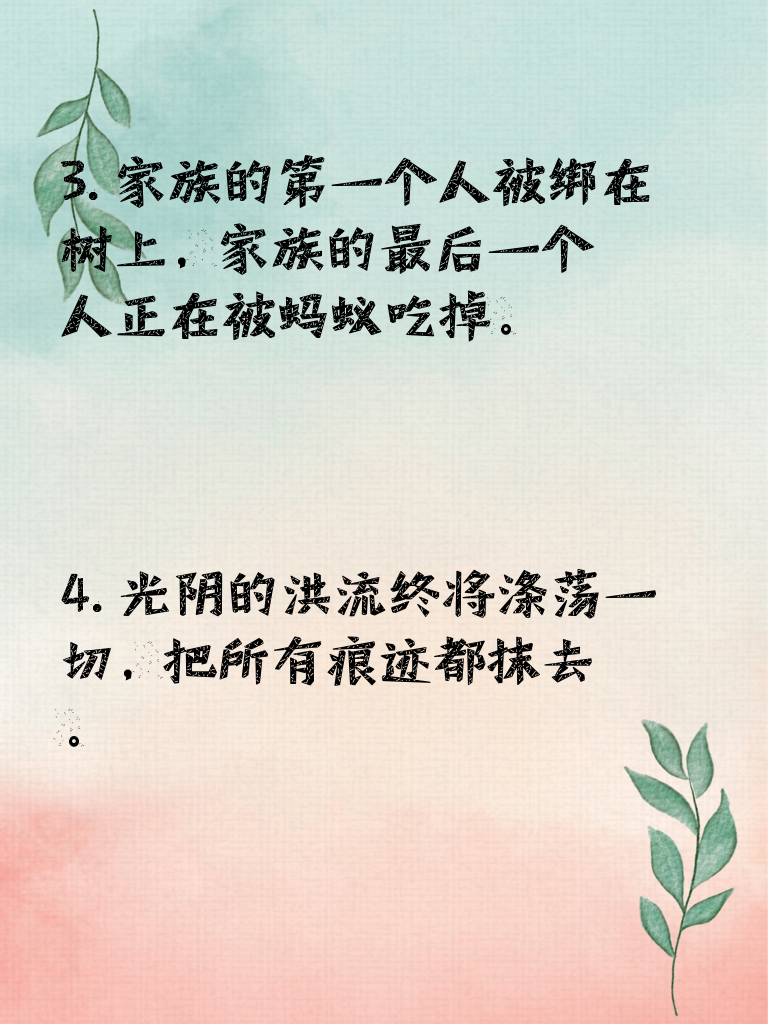 3. 家族的第一个人被绑在
树上，家族的最后一个
人正在被蚂蚁吃掉。
4. 光阴的洪流终将涤荡一
切，把所有痕迹都抹去
。